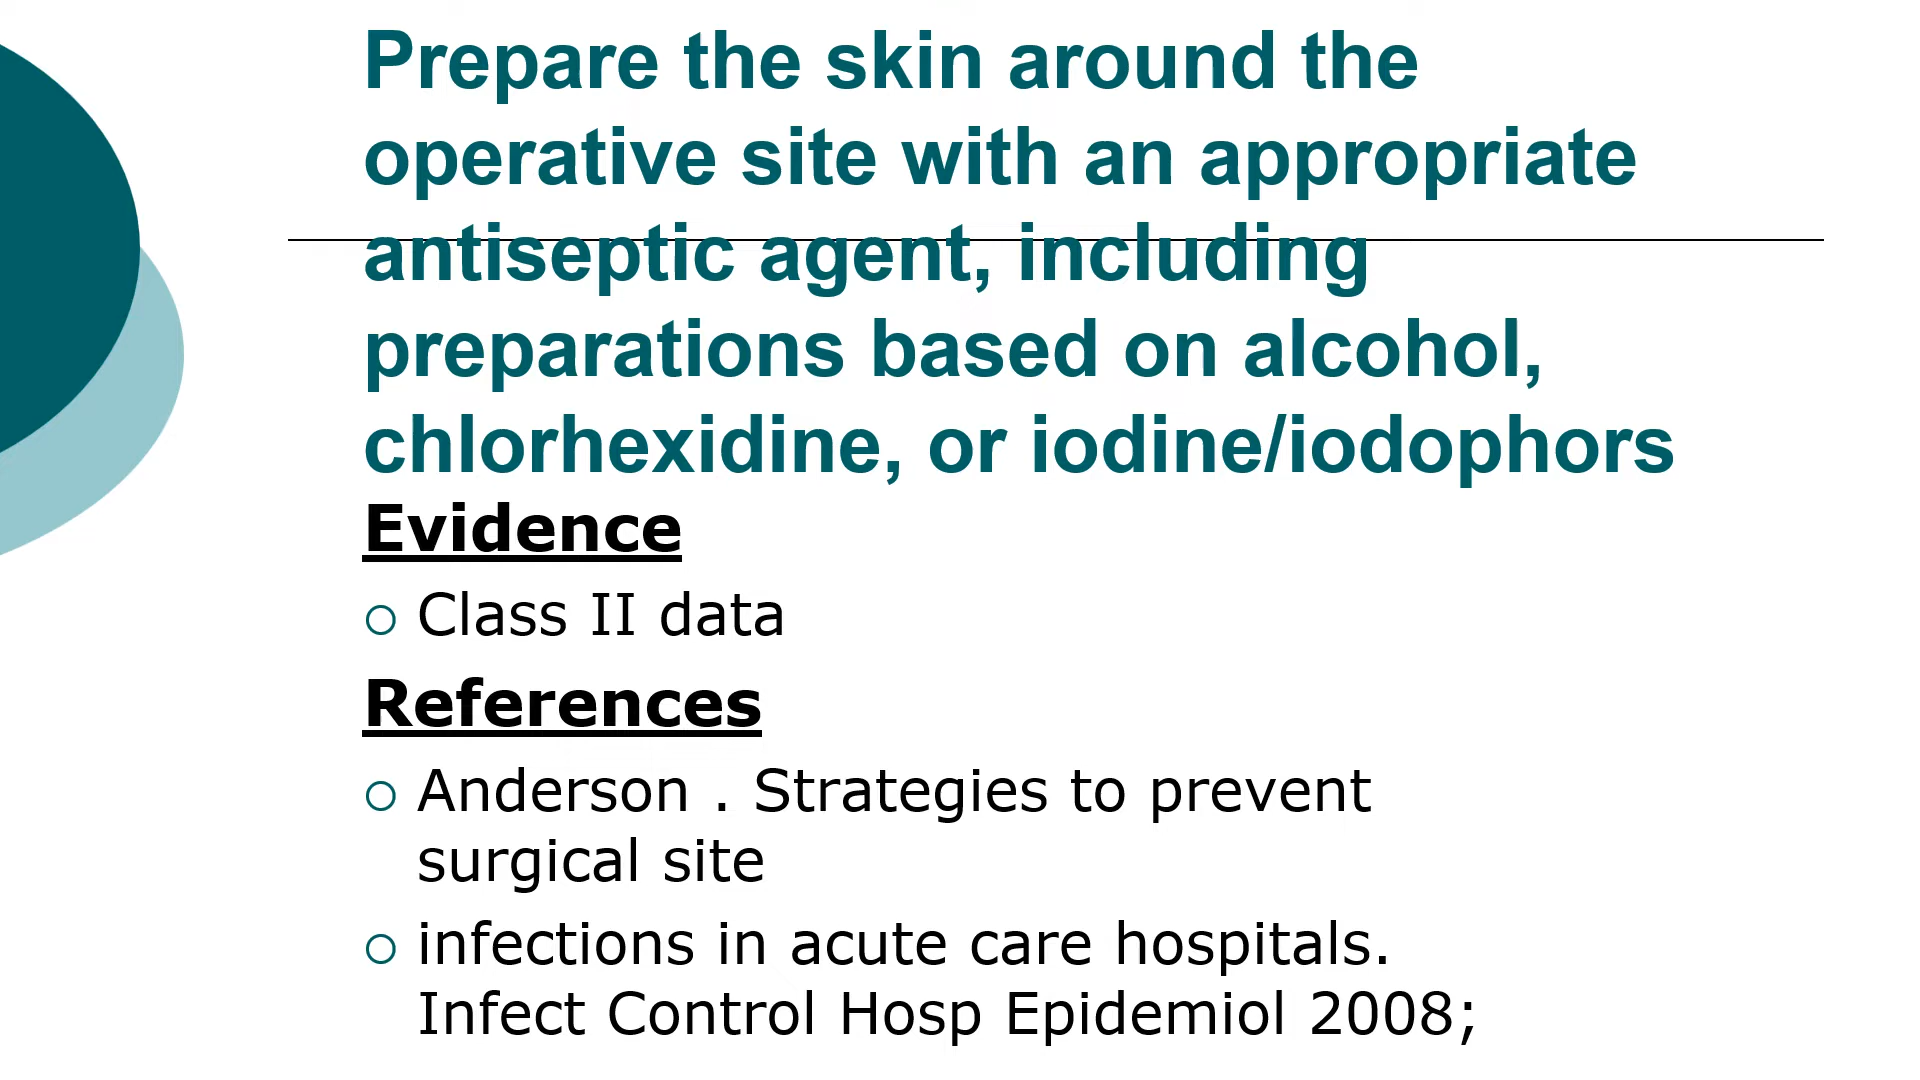 Prepare the skin around the
operative site with an appropriate
antiseptic agent, including
preparations based on alcohol,
chlorhexidine, or iodine/iodophors
Evidence
Class II data
References
Anderson . Strategies to prevent
surgical site
infections in acute care hospitals.
Infect Control Hosp Epidemiol 2008;